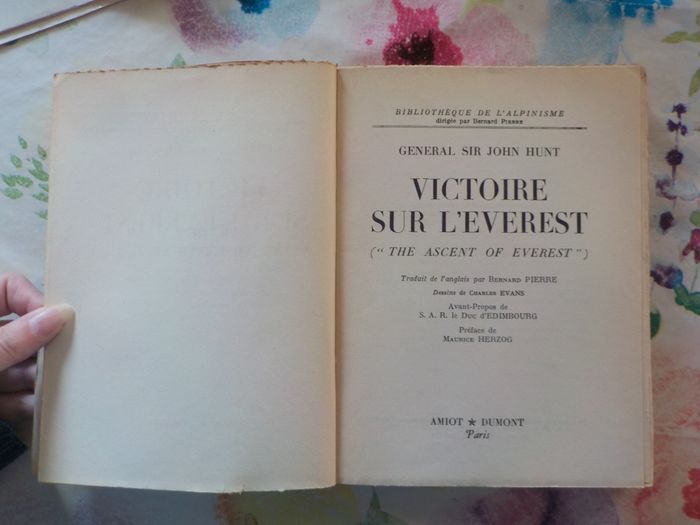 BIBLIOTHÈQUE DE L'ALPINISME
dirigée par Bernard PIERRE
GENERAL SIR JOHN HUNT
VICTOIRE
SUR L'EVEREST
(" THE ASCENT OF EVEREST ")
Traduit de l'anglais par BERNARD PIERRE
Dessins de CHARLES EVANS
Avant-Propos de
S. A. R. le Duc d'EDIMBOURG
Préface de
MAURICE HERZOG
AMIOT ★ DUMONT
Paris